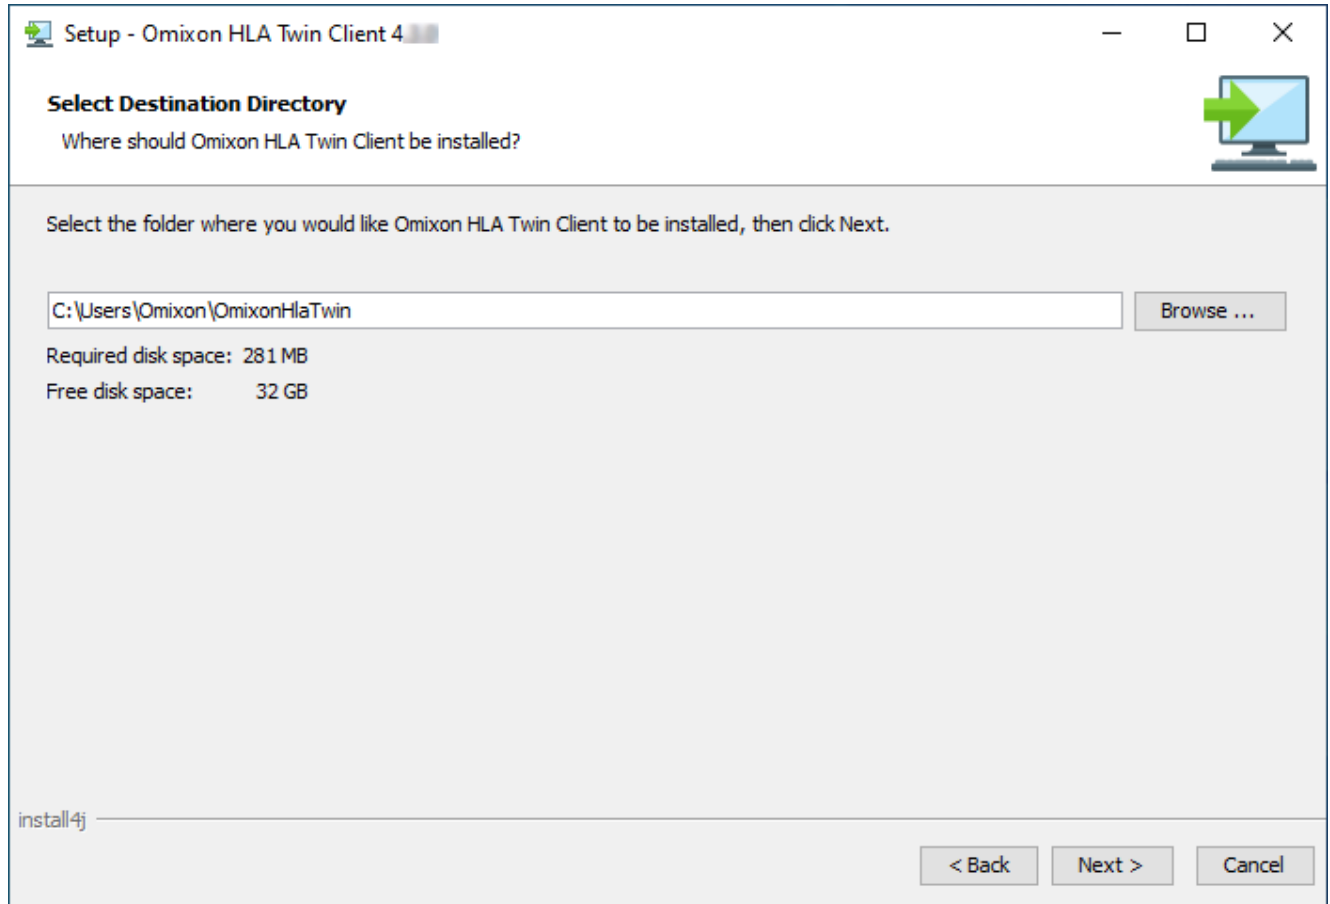 Setup - Omixon HLA Twin Client 4
Select Destination Directory
Where should Omixon HLA Twin Client be installed?
Select the folder where you would like Omixon HLA Twin Client to be installed, then click Next.
C:\Users\Omixon\OmixonHlaTwin
Browse ...
Required disk space: 281 MB
Free disk space: 32 GB
install4j
< Back
Next >
Cancel